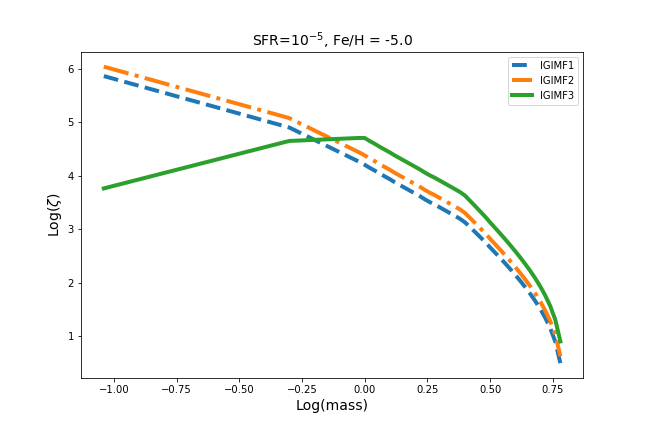 SFR=10⁻⁵, Fe/H = -5.0
IGIMF1
IGIMF2
IGIMF3
Log(ζ)
6
5
4
3
2
1
−1.00 −0.75 −0.50 −0.25 0.00 0.25 0.50 0.75
Log(mass)